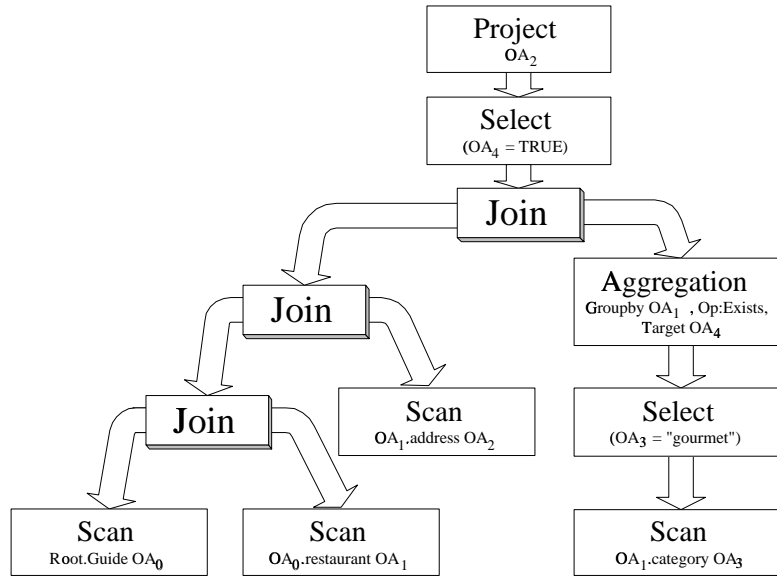 Project
OA₂
Select
(OA₄ = TRUE)
Join
Aggregation
Groupby OA₁ , Op:Exists,
Target OA₄
Join
Select
(OA₃ = "gourmet")
Scan
OA₁.address OA₂
Join
Scan
Root.Guide OA₀
Scan
OA₀.restaurant OA₁
Scan
OA₁.category OA₃